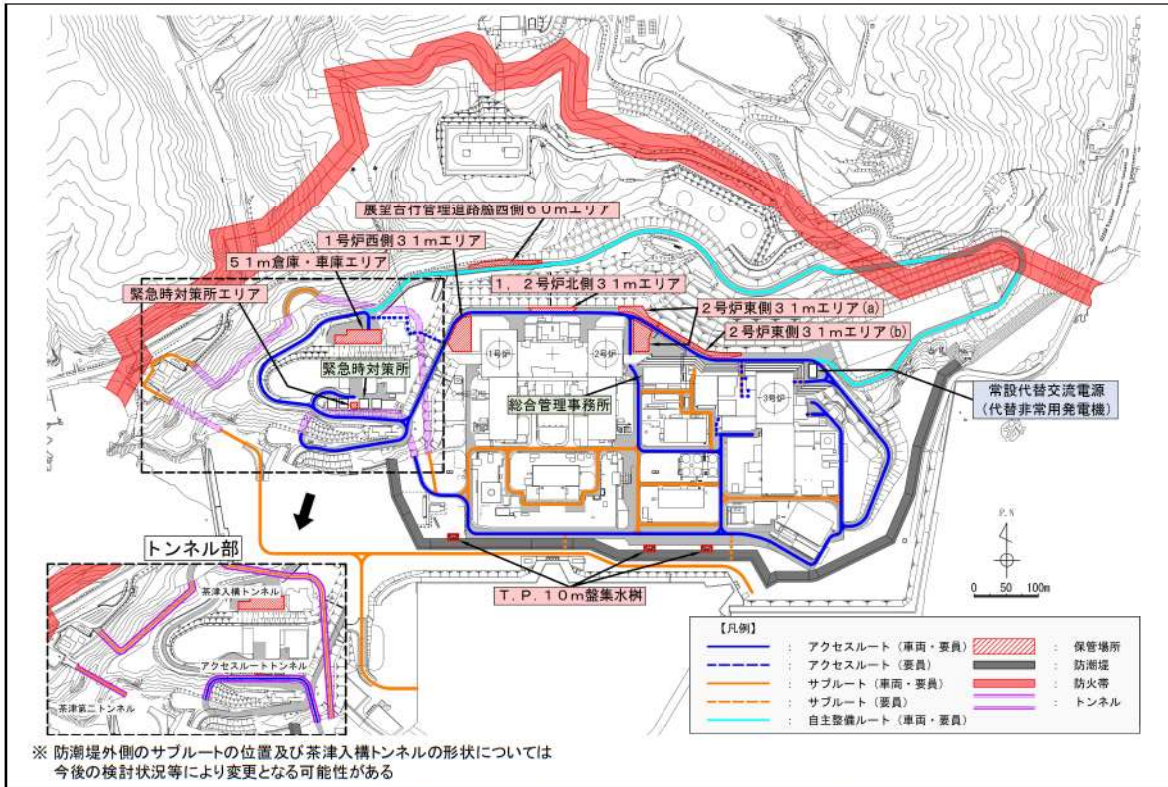 展望台行管理道路脇西側60mエリア
1号炉西側31mエリア
51m倉庫・車庫エリア
1,2号炉北側31mエリア
緊急時対策所エリア
2号炉東側31mエリア(a)
2号炉東側31mエリア(b)
1号炉
2号炉
緊急時対策所
3号炉
総合管理事務所
常設代替交流電源
(代替非常用発電機)
P.N
トンネル部
T.P.10m盤集水桝
0 50 100m
茶津入構トンネル
アクセスルートトンネル
茶津第二トンネル
【凡例】
: アクセスルート(車両・要員)
: 保管場所
: アクセスルート(要員)
: 防潮堤
: サブルート(車両・要員)
: 防火帯
: サブルート(要員)
: トンネル
: 自主整備ルート(車両・要員)
※ 防潮堤外側のサブルートの位置及び茶津入構トンネルの形状については
今後の検討状況等により変更となる可能性がある